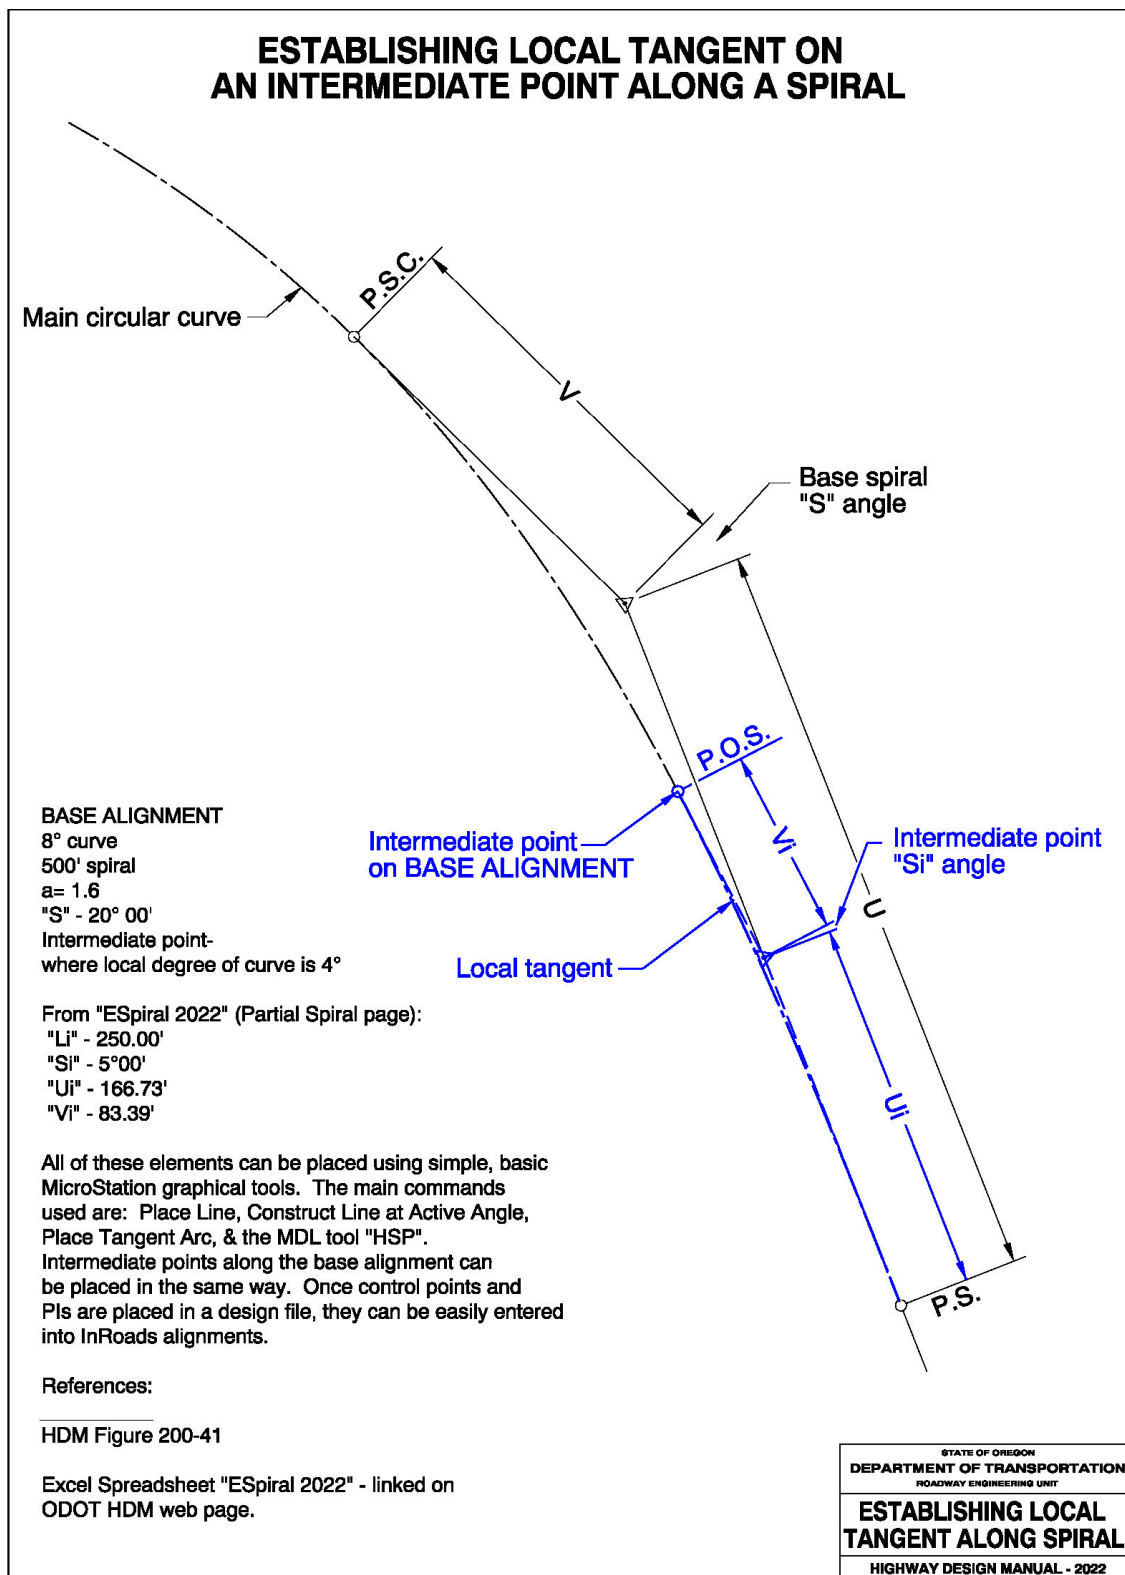 ESTABLISHING LOCAL TANGENT ON
AN INTERMEDIATE POINT ALONG A SPIRAL
P.S.C.
Main circular curve
V
Base spiral
"S" angle
P.O.S.
Intermediate point
on BASE ALIGNMENT
Vi
Intermediate point
"Si" angle
U
Local tangent
Ui
P.S.
BASE ALIGNMENT
8° curve
500' spiral
a= 1.6
"S" - 20° 00'
Intermediate point-
where local degree of curve is 4°
From "ESpiral 2022" (Partial Spiral page):
"Li" - 250.00'
"Si" - 5°00'
"Ui" - 166.73'
"Vi" - 83.39'
All of these elements can be placed using simple, basic
MicroStation graphical tools. The main commands
used are: Place Line, Construct Line at Active Angle,
Place Tangent Arc, & the MDL tool "HSP".
Intermediate points along the base alignment can
be placed in the same way. Once control points and
PIs are placed in a design file, they can be easily entered
into InRoads alignments.
References:
HDM Figure 200-41
Excel Spreadsheet "ESpiral 2022" - linked on
ODOT HDM web page.
STATE OF OREGON
DEPARTMENT OF TRANSPORTATION
ROADWAY ENGINEERING UNIT
ESTABLISHING LOCAL
TANGENT ALONG SPIRAL
HIGHWAY DESIGN MANUAL - 2022